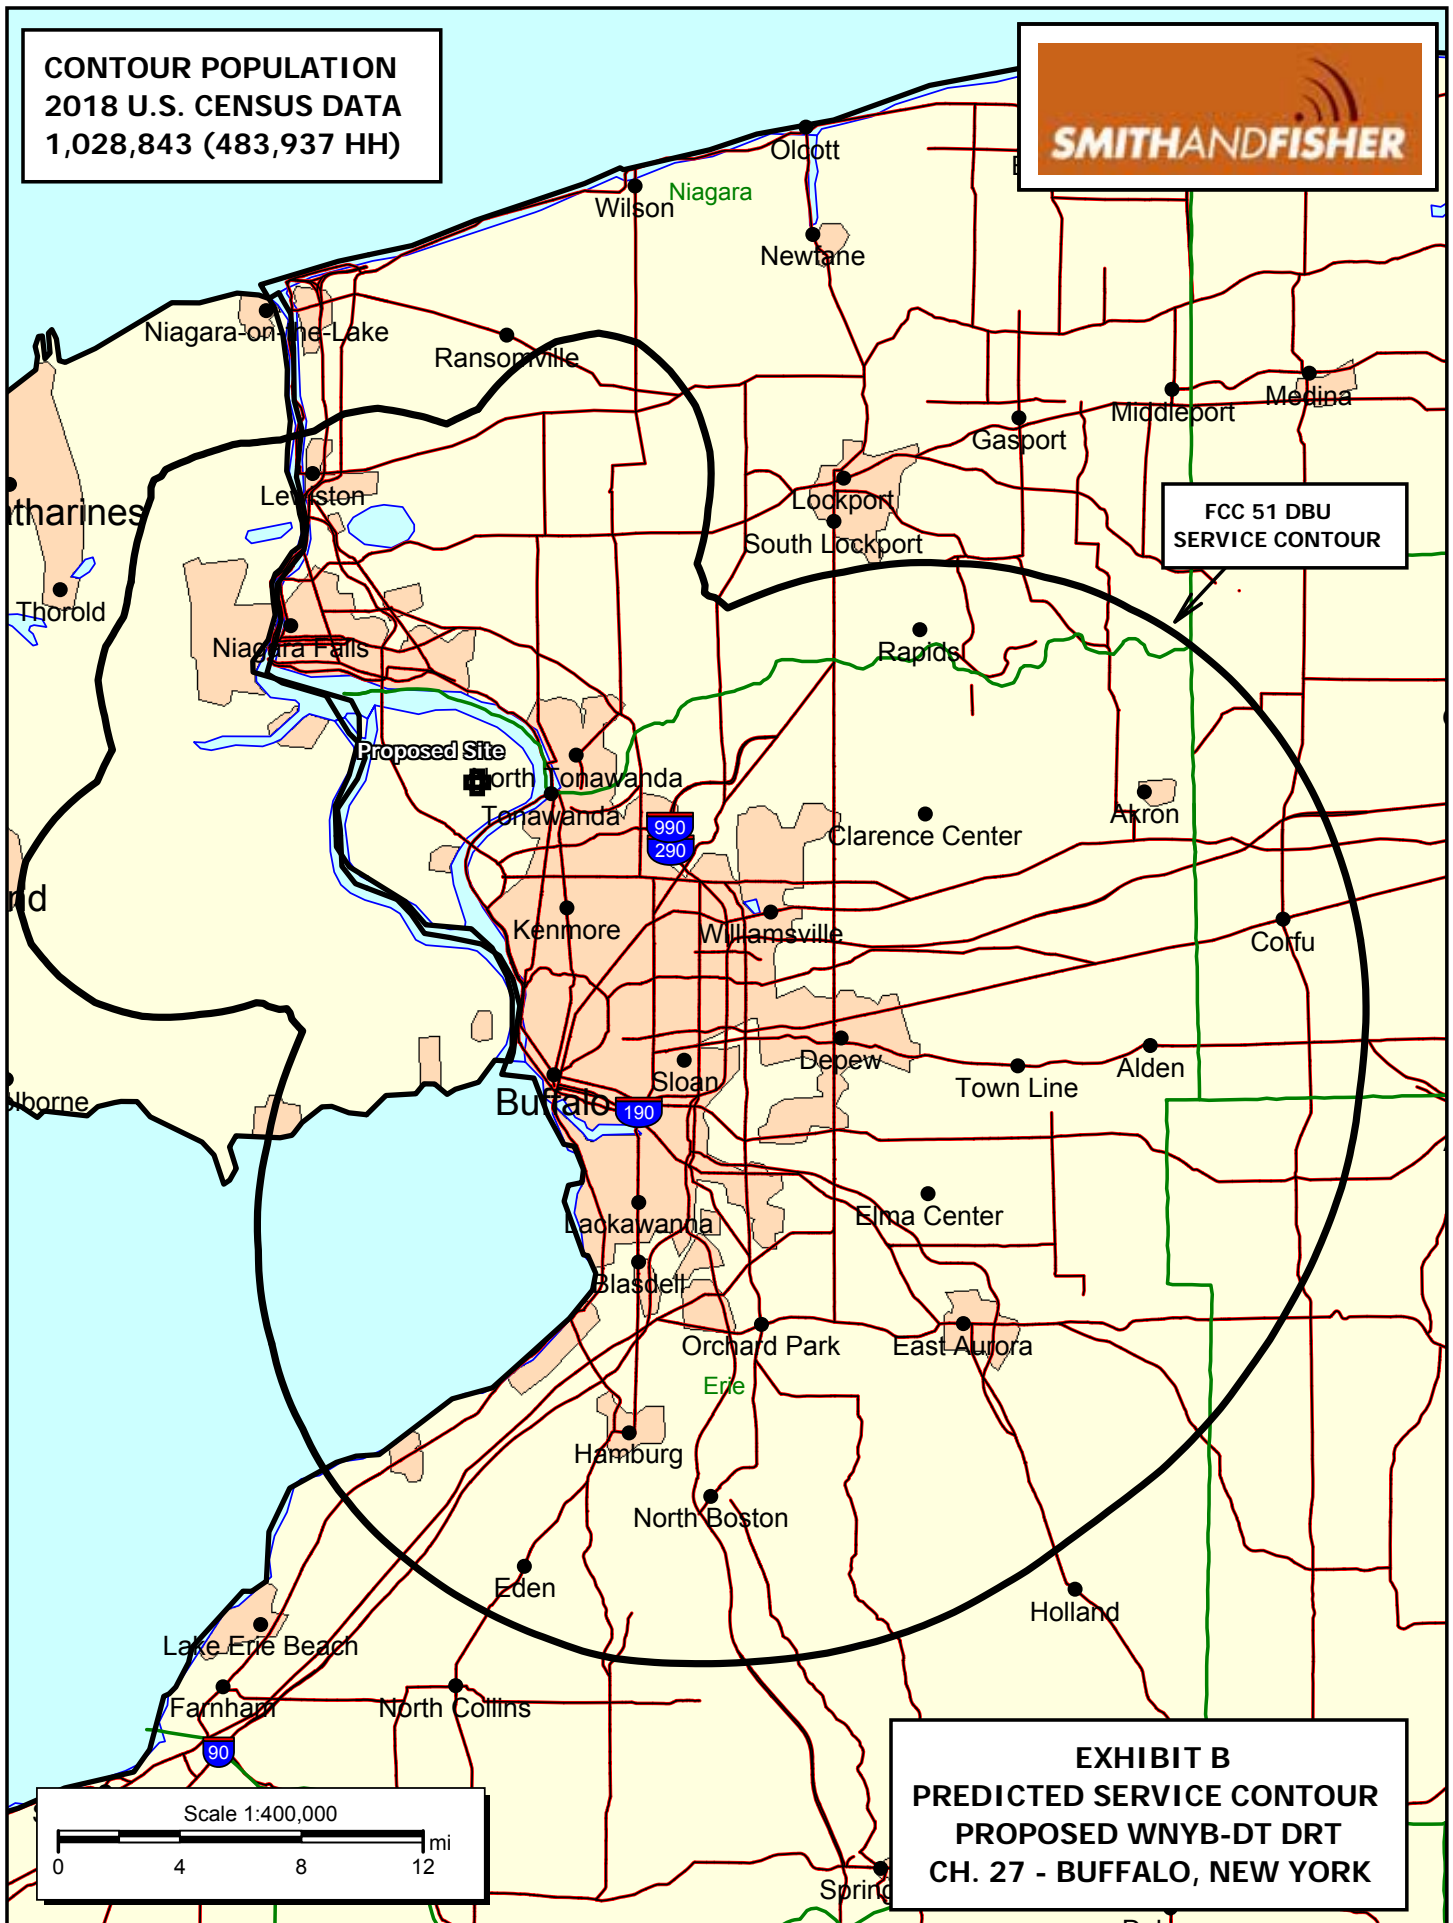 CONTOUR POPULATION
2018 U.S. CENSUS DATA
1,028,843 (483,937 HH)
SMITHANDFISHER
Olcott
Wilson
Niagara
Newfane
Niagara-on-the-Lake
Ransomville
Medina
Middleport
Gasport
Lewiston
Lockport
tharines
South Lockport
FCC 51 DBU
SERVICE CONTOUR
Thorold
Niagara Falls
Rapids
Proposed Site
North Tonawanda
Tonawanda
990
290
Clarence Center
Akron
nd
Kenmore
Williamsville
Corfu
Depew
Sloan
Town Line
Alden
Buffalo
190
lborne
Lackawanna
Elma Center
Blasdell
Orchard Park
East Aurora
Erie
Hamburg
North Boston
Eden
Holland
Lake Erie Beach
Farnham
North Collins
90
EXHIBIT B
PREDICTED SERVICE CONTOUR
PROPOSED WNYB-DT DRT
CH. 27 - BUFFALO, NEW YORK
Scale 1:400,000
mi
0 4 8 12
Spring